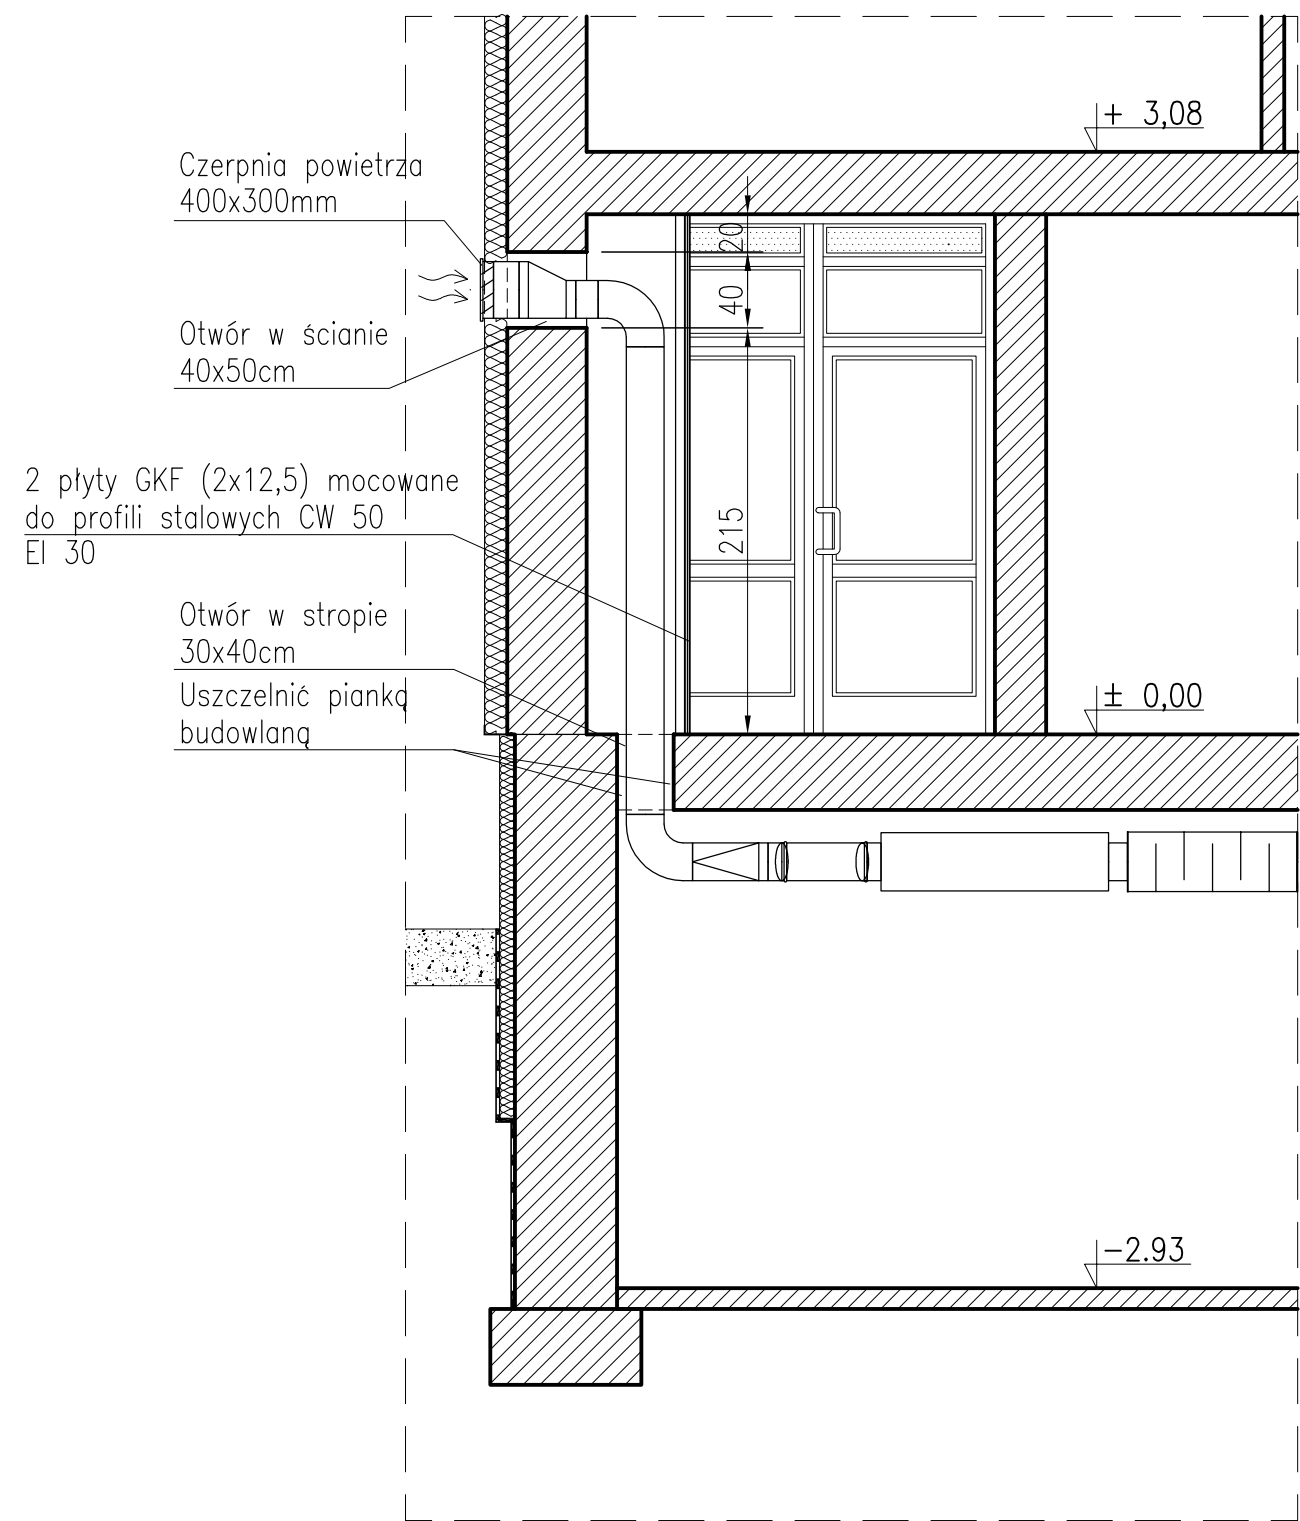 + 3,08
Czerpnia powietrza
400x300mm
20
40
Otwór w ścianie
40x50cm
2 płyty GKF (2x12,5) mocowane
do profili stalowych CW 50
EI 30
215
Otwór w stropie
30x40cm
Uszczelnić pianką
budowlaną
± 0,00
-2.93